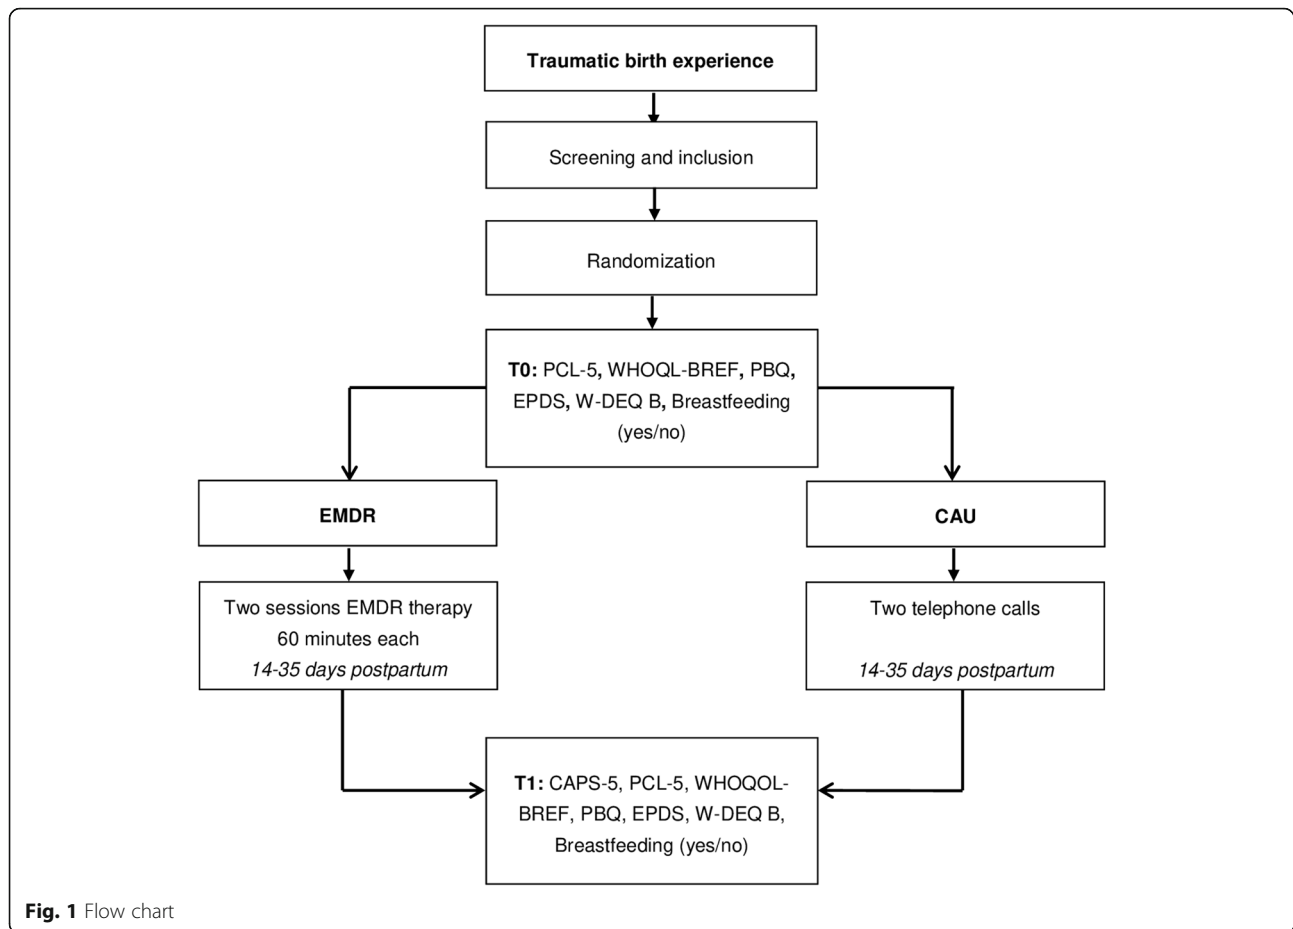 Traumatic birth experience
Screening and inclusion
Randomization
T0: PCL-5, WHOQL-BREF, PBQ,
EPDS, W-DEQ B, Breastfeeding
(yes/no)
EMDR
CAU
Two sessions EMDR therapy
60 minutes each
14-35 days postpartum
Two telephone calls
14-35 days postpartum
T1: CAPS-5, PCL-5, WHOQOL-
BREF, PBQ, EPDS, W-DEQ B,
Breastfeeding (yes/no)
Fig. 1 Flow chart